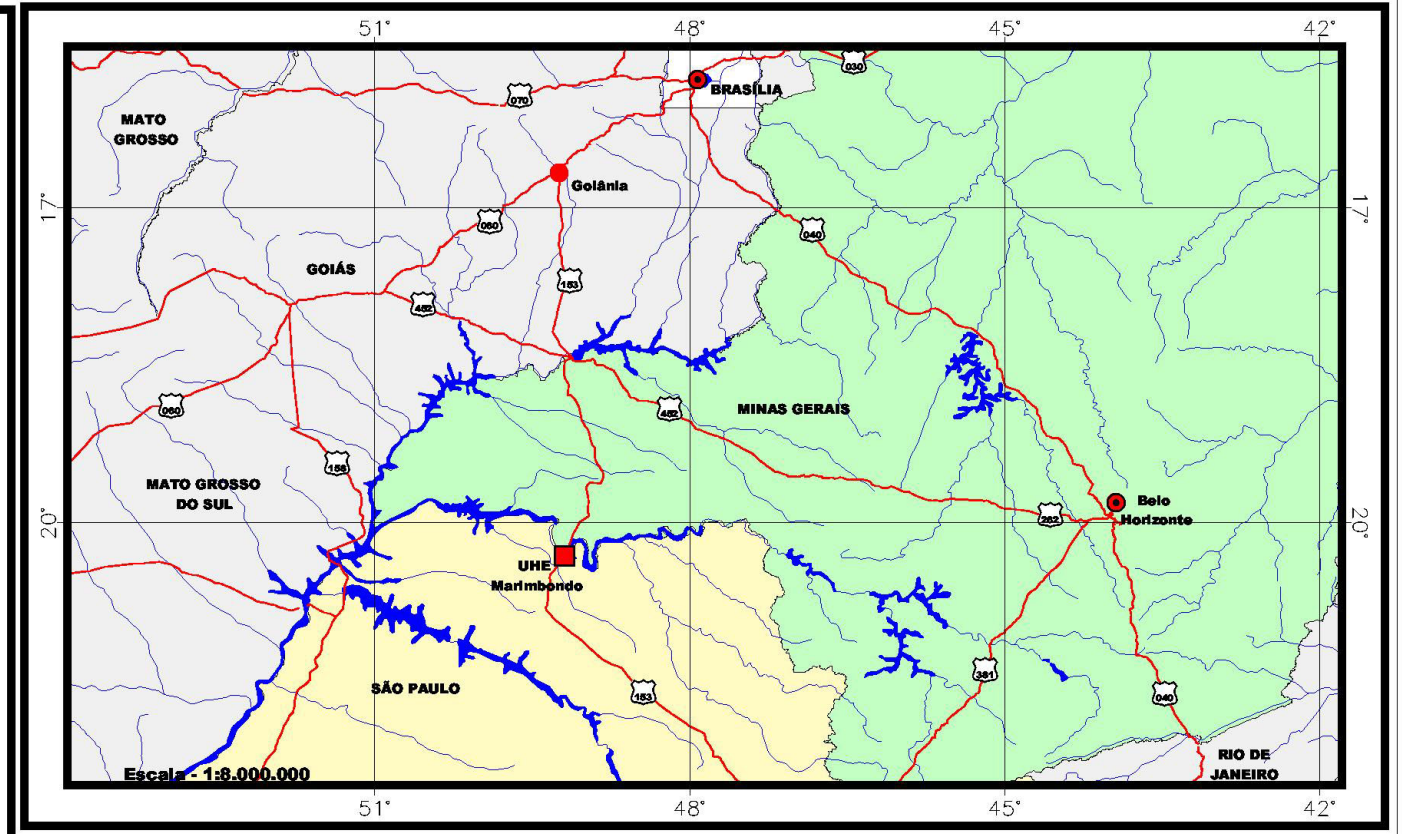 51°
48°
45°
42°
030
BRASÍLIA
070
MATO
GROSSO
Goiânia
17°
17°
060
040
GOIÁS
153
452
060
452
MINAS GERAIS
158
MATO GROSSO
DO SUL
Belo
Horizonte
262
20°
20°
UHE
Marimbondo
381
SÃO PAULO
153
040
RIO DE
JANEIRO
Escala - 1:8.000.000
51°
48°
45°
42°